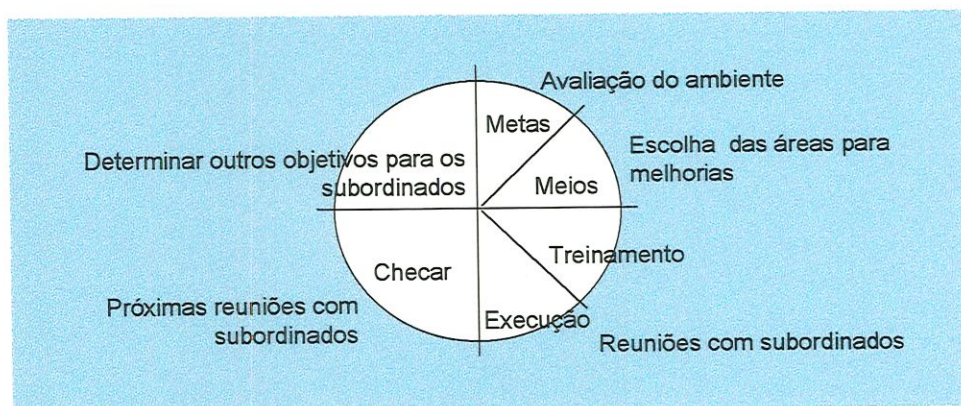 Avaliação do ambiente
Metas
Escolha das áreas para
melhorias
Determinar outros objetivos para os
subordinados
Meios
Treinamento
Checar
Próximas reuniões com
subordinados
Execução
Reuniões com subordinados